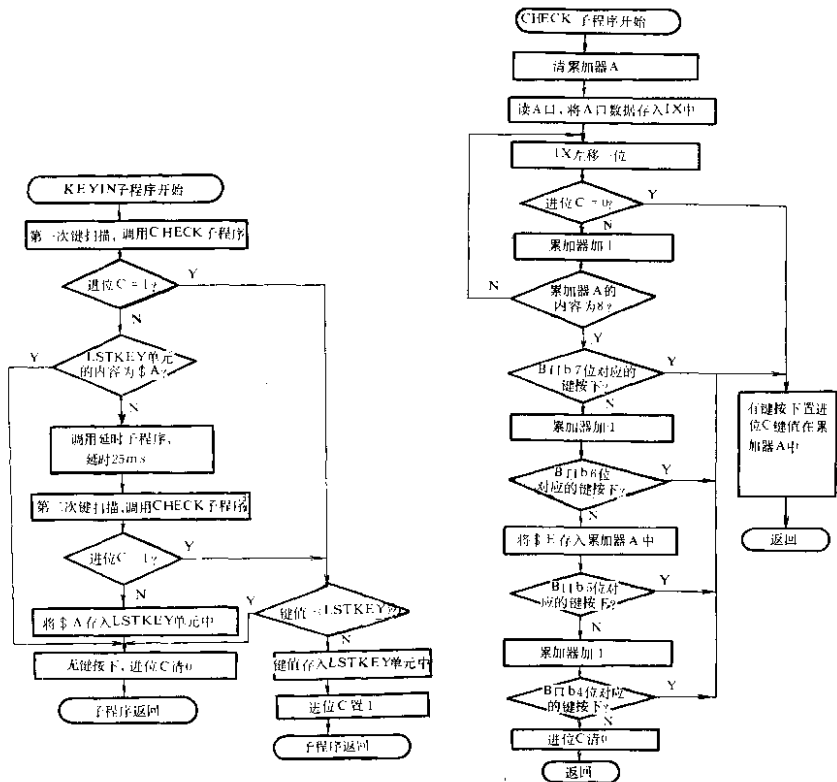 KEYIN子程序开始
第一次键扫描,调用CHECK子程序
进位C=1?
Y
N
LSTKEY单元
的内容为$A?
Y
N
调用延时子程序,
延时25ms
第二次键扫描,调用CHECK子程序
进位C=1?
Y
N
将$A存入LSTKEY单元中
无键按下,进位C清0
子程序返回
键值=(LSTKEY)?
Y
N
键值存入LSTKEY单元中
进位C置1
子程序返回
CHECK 子程序开始
清累加器A
读A口,将A口数据存入IX中
IX左移一位
进位C=0?
Y
N
累加器加1
累加器A的
内容为8?
N
Y
B口b7位对应的
键按下?
Y
N
累加器加1
B口b6位
对应的键按下?
Y
N
将$E存入累加器A中
B口b5位对
应的键按下?
Y
N
累加器加1
B口b4位对应
的键按下?
Y
N
进位C清0
返回
有键按下置进
位C键值在累
加器A中
返回